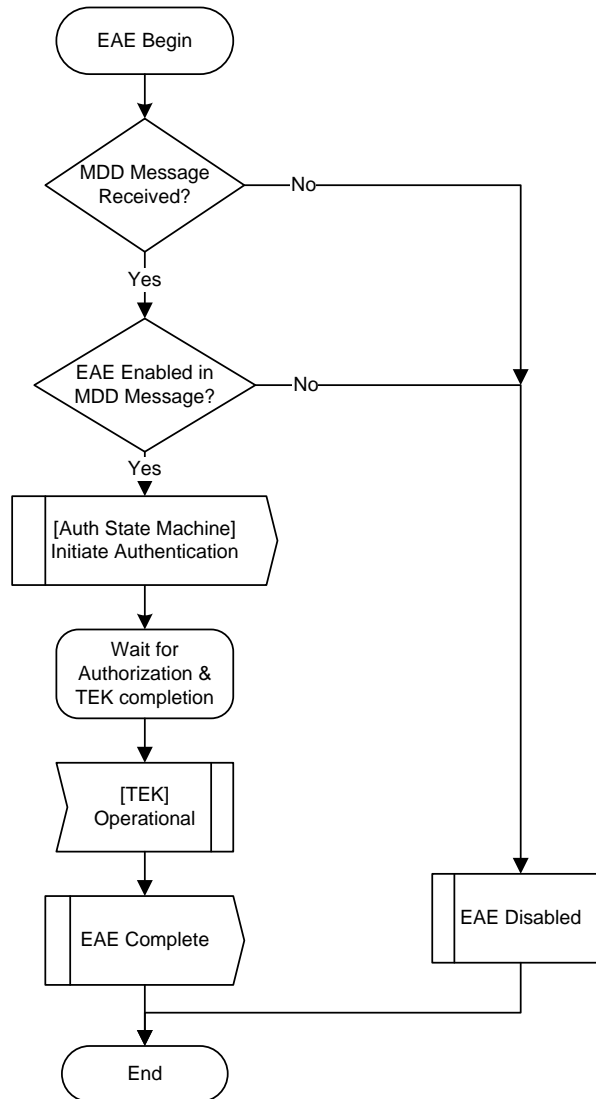 EAE Begin
MDD Message
Received?
No
Yes
EAE Enabled in
MDD Message?
No
Yes
[Auth State Machine]
Initiate Authentication
Wait for
Authorization &
TEK completion
[TEK]
Operational
EAE Complete
EAE Disabled
End